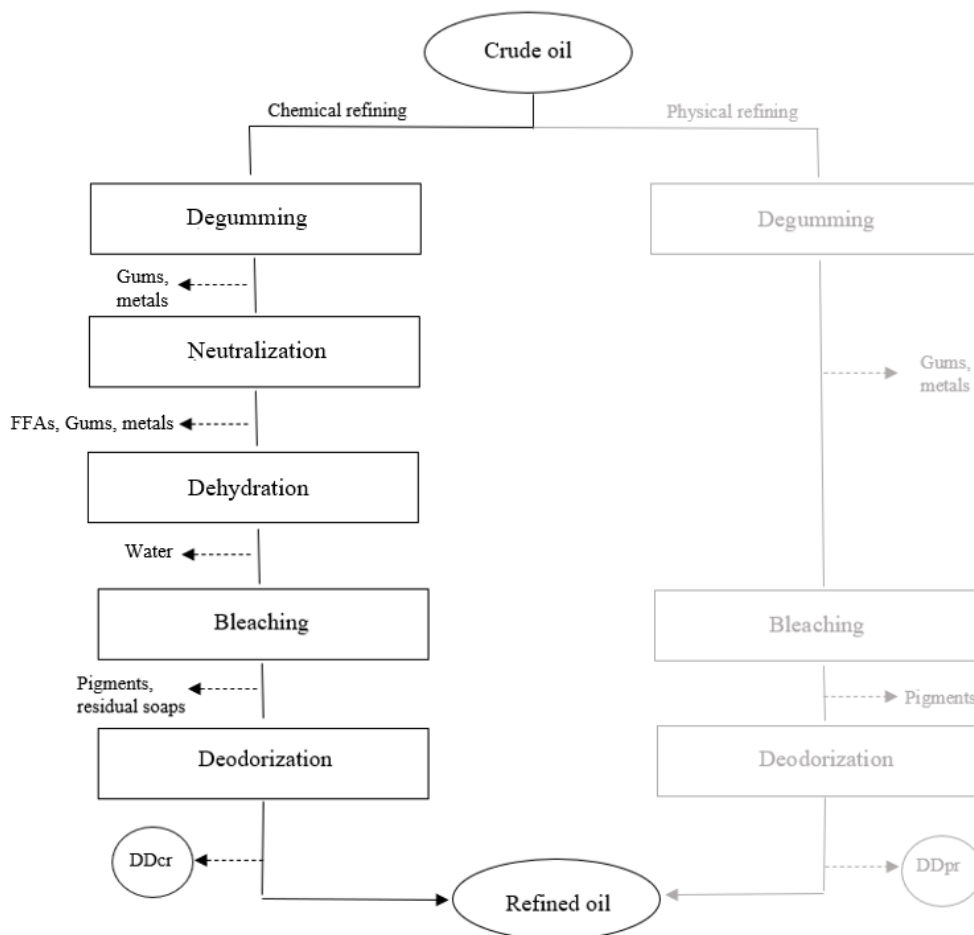 Crude oil
Chemical refining
Physical refining
Degumming
Degumming
Gums,
metals
Neutralization
Gums,
metals
FFAs, Gums, metals
Dehydration
Water
Bleaching
Bleaching
Pigments,
residual soaps
Pigments
Deodorization
Deodorization
DDcr
DDpr
Refined oil